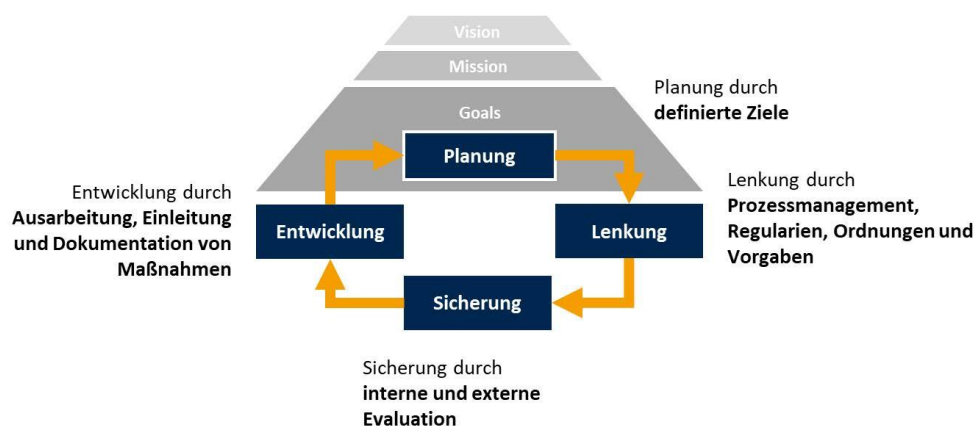 Vision
Mission
Goals
Planung
Planung durch
definierte Ziele
Entwicklung durch
Ausarbeitung, Einleitung
und Dokumentation von
Maßnahmen
Entwicklung
Lenkung
Lenkung durch
Prozessmanagement,
Regularien, Ordnungen und
Vorgaben
Sicherung
Sicherung durch
interne und externe
Evaluation